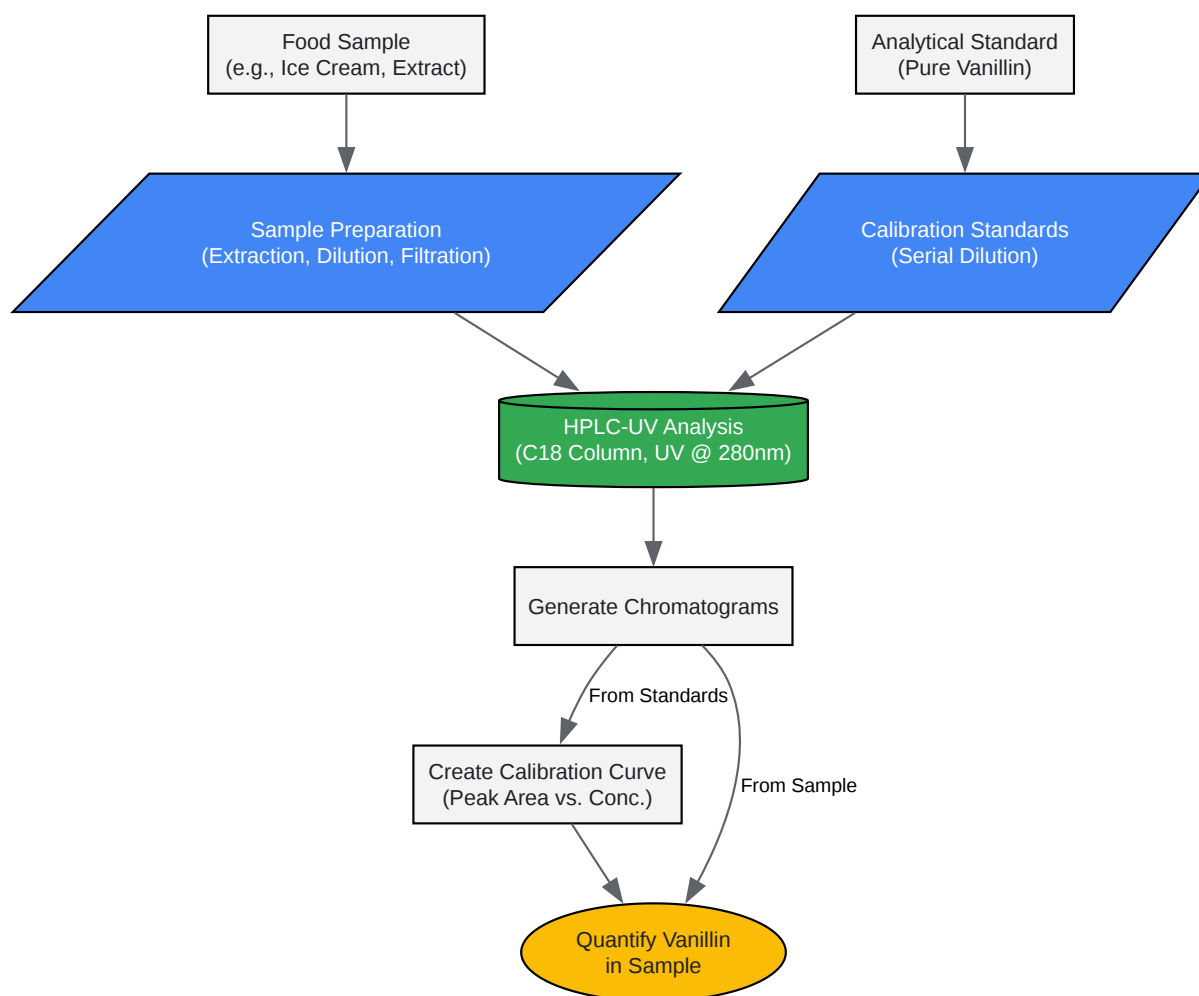 Food Sample
(e.g., Ice Cream, Extract)
Analytical Standard
(Pure Vanillin)
Sample Preparation
(Extraction, Dilution, Filtration)
Calibration Standards
(Serial Dilution)
HPLC-UV Analysis
(C18 Column, UV @ 280nm)
Generate Chromatograms
From Standards
Create Calibration Curve
(Peak Area vs. Conc.)
From Sample
Quantify Vanillin
in Sample